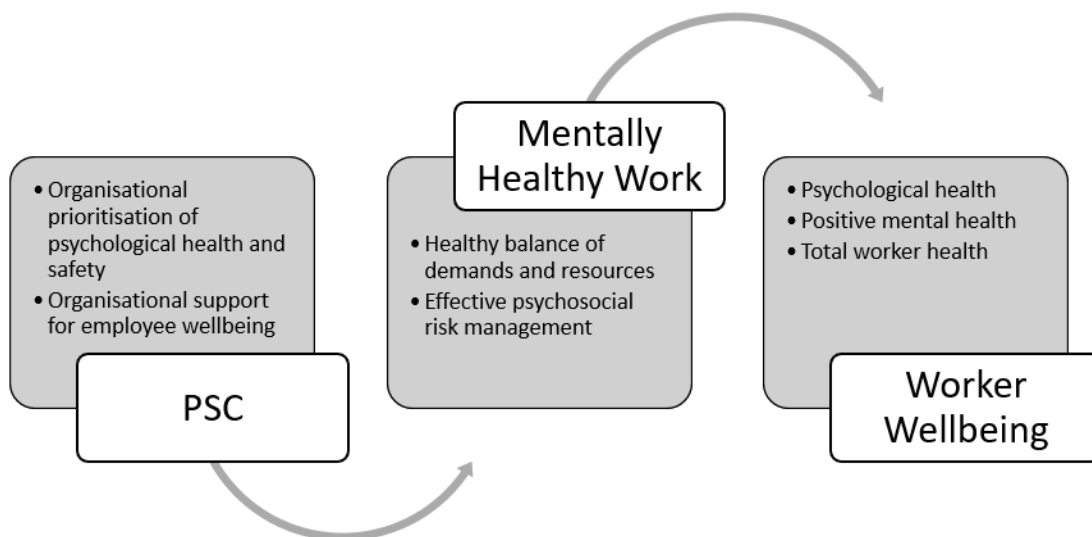 • Organisational
prioritisation of
psychological health and
safety
• Organisational support
for employee wellbeing
PSC
Mentally
Healthy Work
• Healthy balance of
demands and resources
• Effective psychosocial
risk management
• Psychological health
• Positive mental health
• Total worker health
Worker
Wellbeing